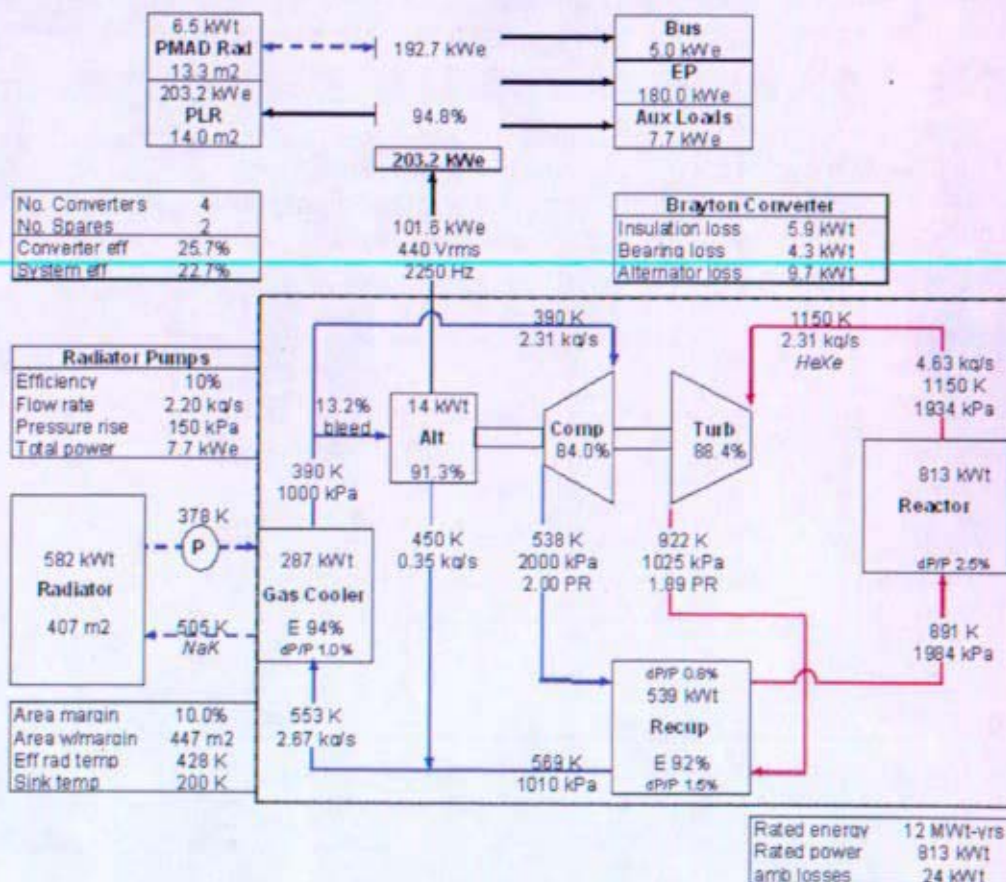 6.5 kWt
PMAD Rad
13.3 m2
203.2 kWe
PLR
14.0 m2
192.7 kWe
94.8%
203.2 kWe
Bus
5.0 kWe
EP
180.0 kWe
Aux Loads
7.7 kWe
No. Converters 4
No. Spares 2
Converter eff 25.7%
System eff 22.7%
101.6 kWe
440 Vrms
2250 Hz
Brayton Converter
Insulation loss 5.9 kWt
Bearing loss 4.3 kWt
Alternator loss 9.7 kWt
Radiator Pumps
Efficiency 10%
Flow rate 2.20 kg/s
Pressure rise 150 kPa
Total power 7.7 kWe
390 K
2.31 kg/s
1150 K
2.31 kg/s
HeXe
4.63 kg/s
1150 K
1934 kPa
13.2%
bleed
14 kWt
Alt
91.3%
Comp
84.0%
Turb
88.4%
390 K
1000 kPa
813 kWt
Reactor
dP/P 2.5%
378 K
P
582 kWt
Radiator
407 m2
505 K
NaK
287 kWt
Gas Cooler
E 94%
dP/P 1.0%
450 K
0.35 kg/s
538 K
2000 kPa
2.00 PR
922 K
1025 kPa
1.89 PR
891 K
1984 kPa
dP/P 0.8%
539 kWt
Recup
E 92%
dP/P 1.5%
553 K
2.67 kg/s
569 K
1010 kPa
Area margin 10.0%
Area w/margin 447 m2
Eff rad temp 428 K
Sink temp 200 K
Rated energy 12 MWt-yrs
Rated power 813 kWt
amb losses 24 kWt